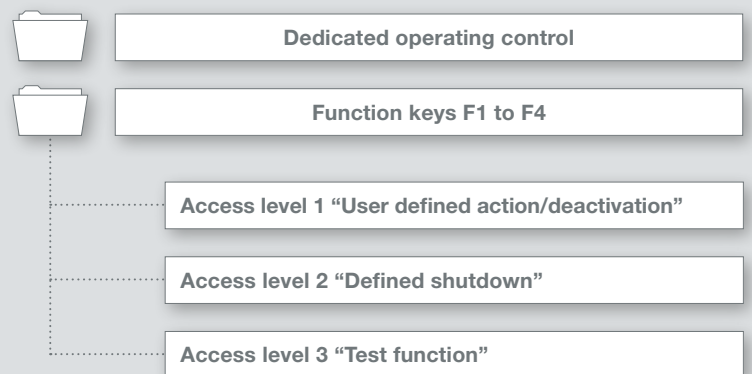 Dedicated operating control
Function keys F1 to F4
Access level 1 “User defined action/deactivation”
Access level 2 “Defined shutdown”
Access level 3 “Test function”